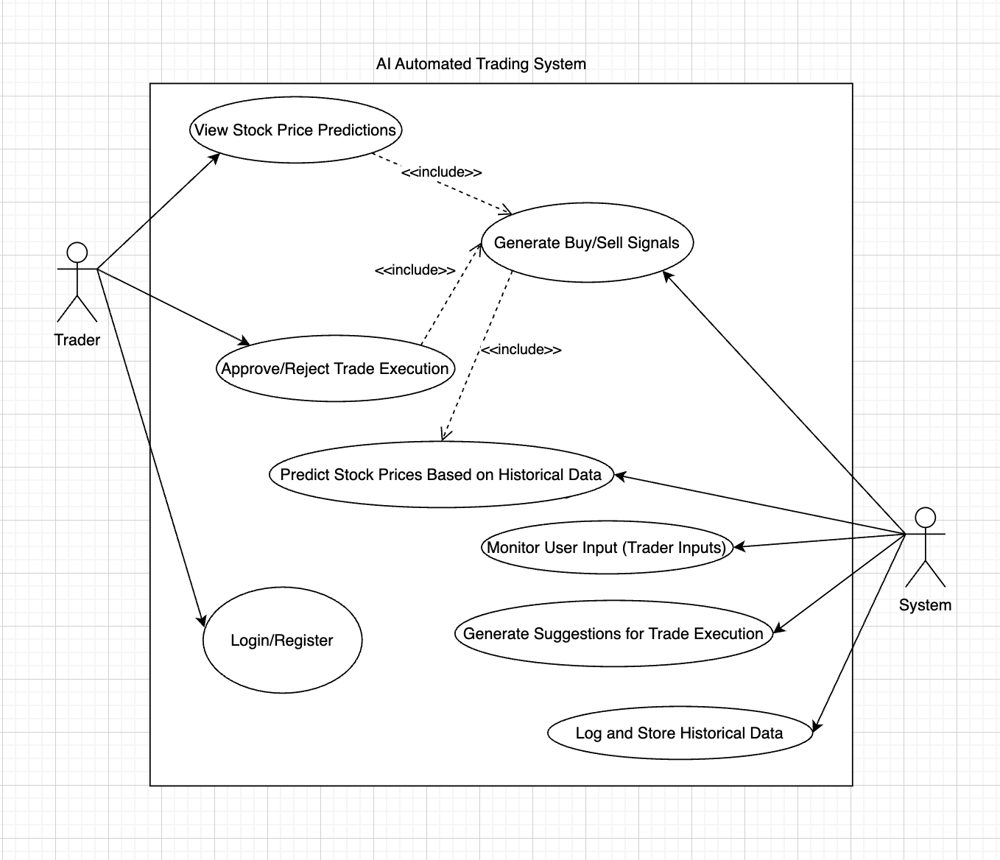 AI Automated Trading System
View Stock Price Predictions
<<include>>
Generate Buy/Sell Signals
<<include>>
Trader
<<include>>
Approve/Reject Trade Execution
Predict Stock Prices Based on Historical Data
Monitor User Input (Trader Inputs)
System
Generate Suggestions for Trade Execution
Login/Register
Log and Store Historical Data